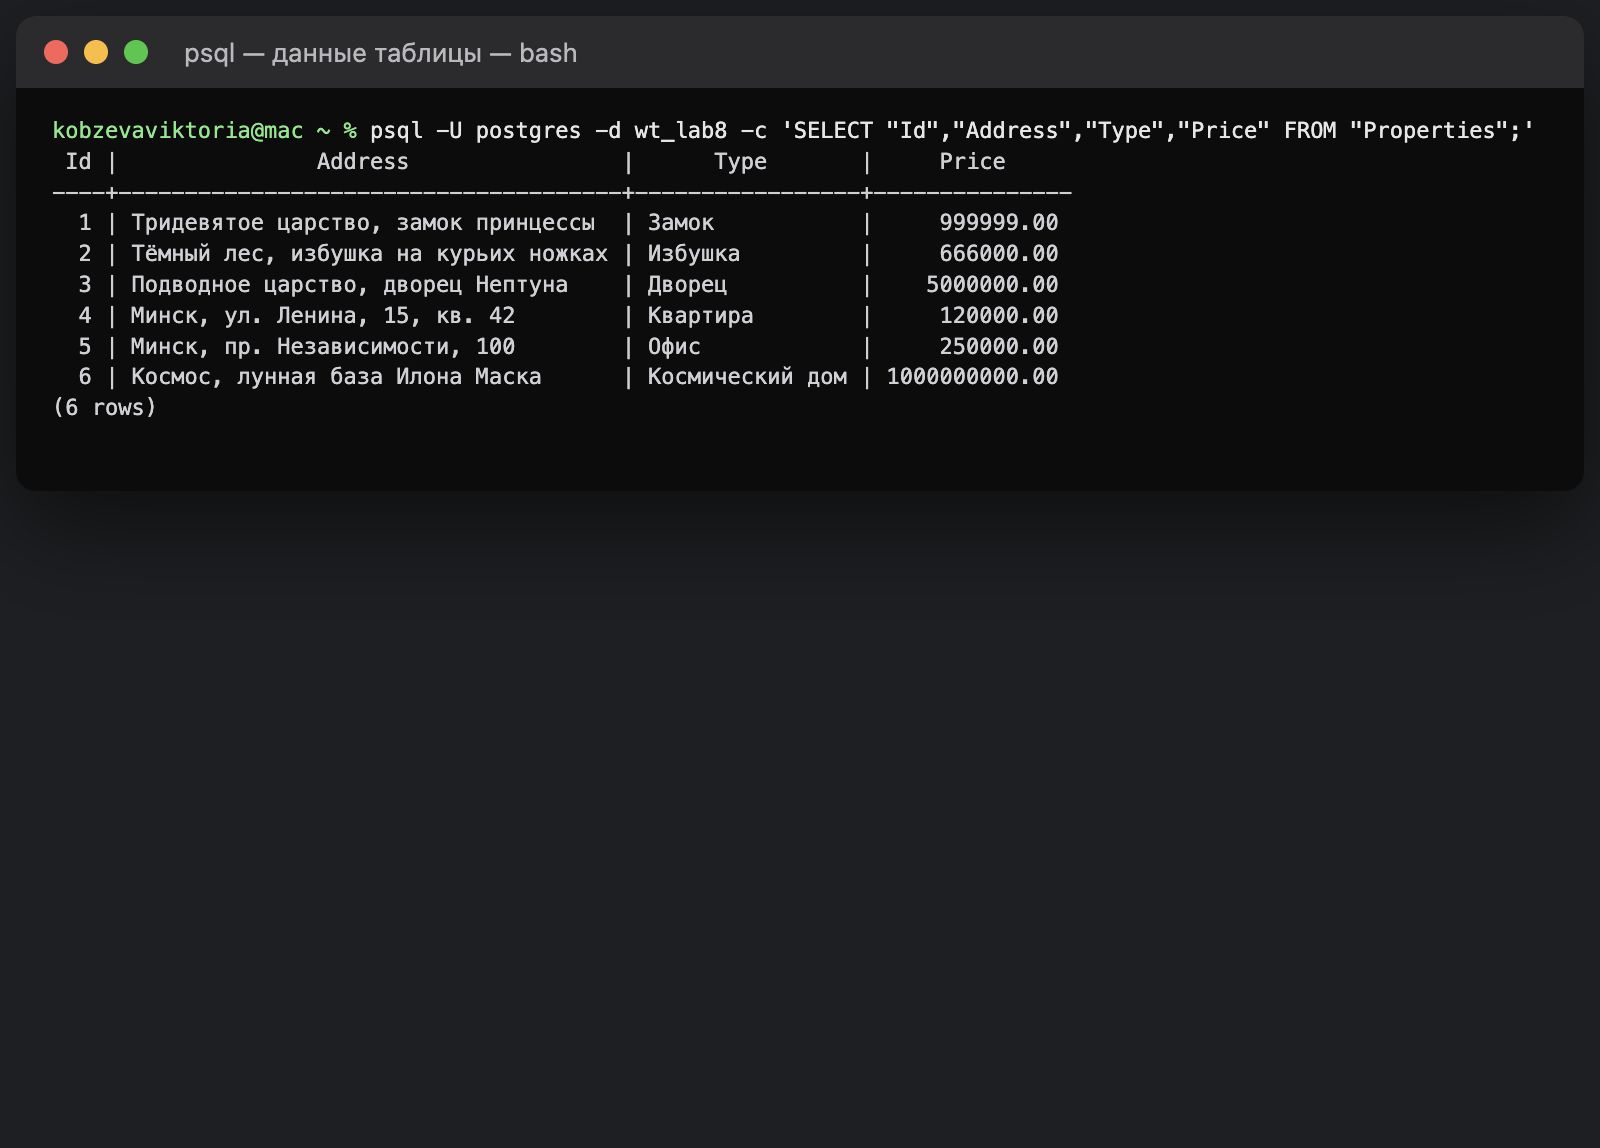 psql — данные таблицы — bash
kobzevaviktoria@mac ~ % psql -U postgres -d wt_lab8 -c 'SELECT "Id","Address","Type","Price" FROM "Properties";'
 Id |               Address                |      Type       |     Price
----+--------------------------------------+-----------------+---------------
  1 | Тридевятое царство, замок принцессы  | Замок           |     999999.00
  2 | Тёмный лес, избушка на курьих ножках | Избушка         |     666000.00
  3 | Подводное царство, дворец Нептуна    | Дворец          |    5000000.00
  4 | Минск, ул. Ленина, 15, кв. 42        | Квартира        |     120000.00
  5 | Минск, пр. Независимости, 100        | Офис            |     250000.00
  6 | Космос, лунная база Илона Маска      | Космический дом | 1000000000.00
(6 rows)